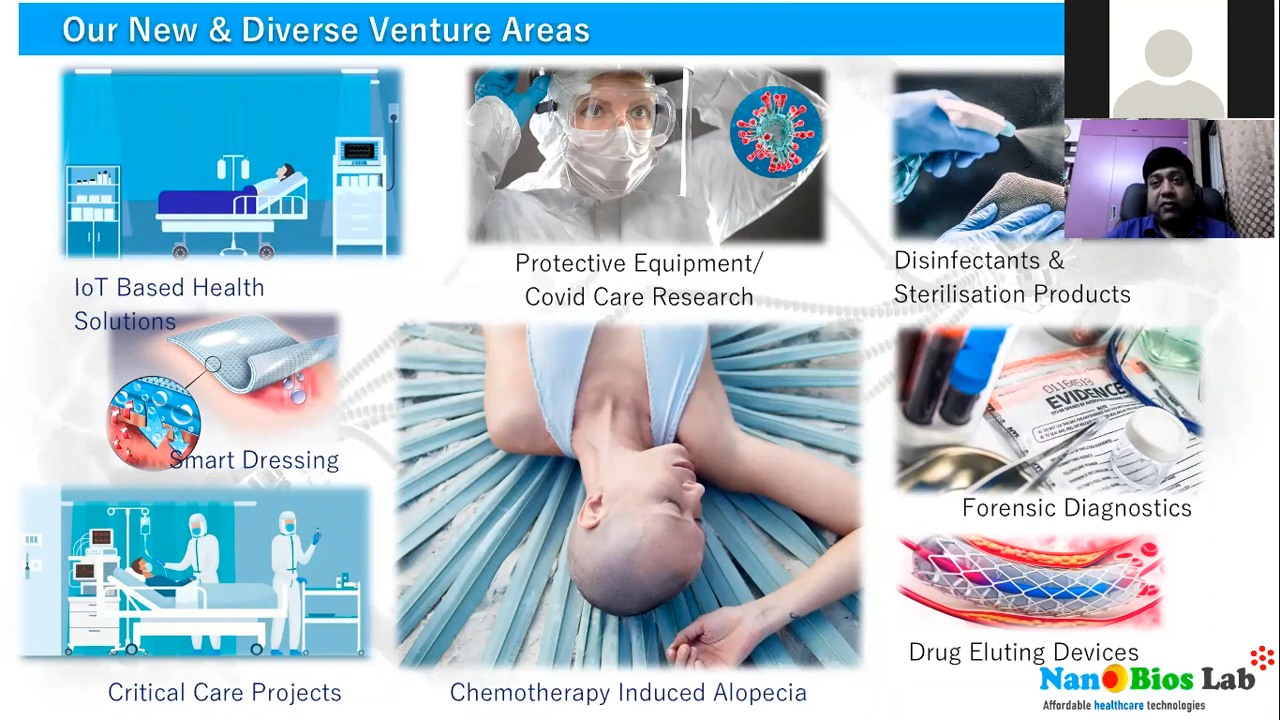 Our New & Diverse Venture Areas
IoT Based Health
Solutions
Protective Equipment/
Covid Care Research
Disinfectants &
Sterilisation Products
Smart Dressing
EVIDENCE
Forensic Diagnostics
Critical Care Projects
Chemotherapy Induced Alopecia
Drug Eluting Devices
NanoBios Lab
Affordable healthcare technologies